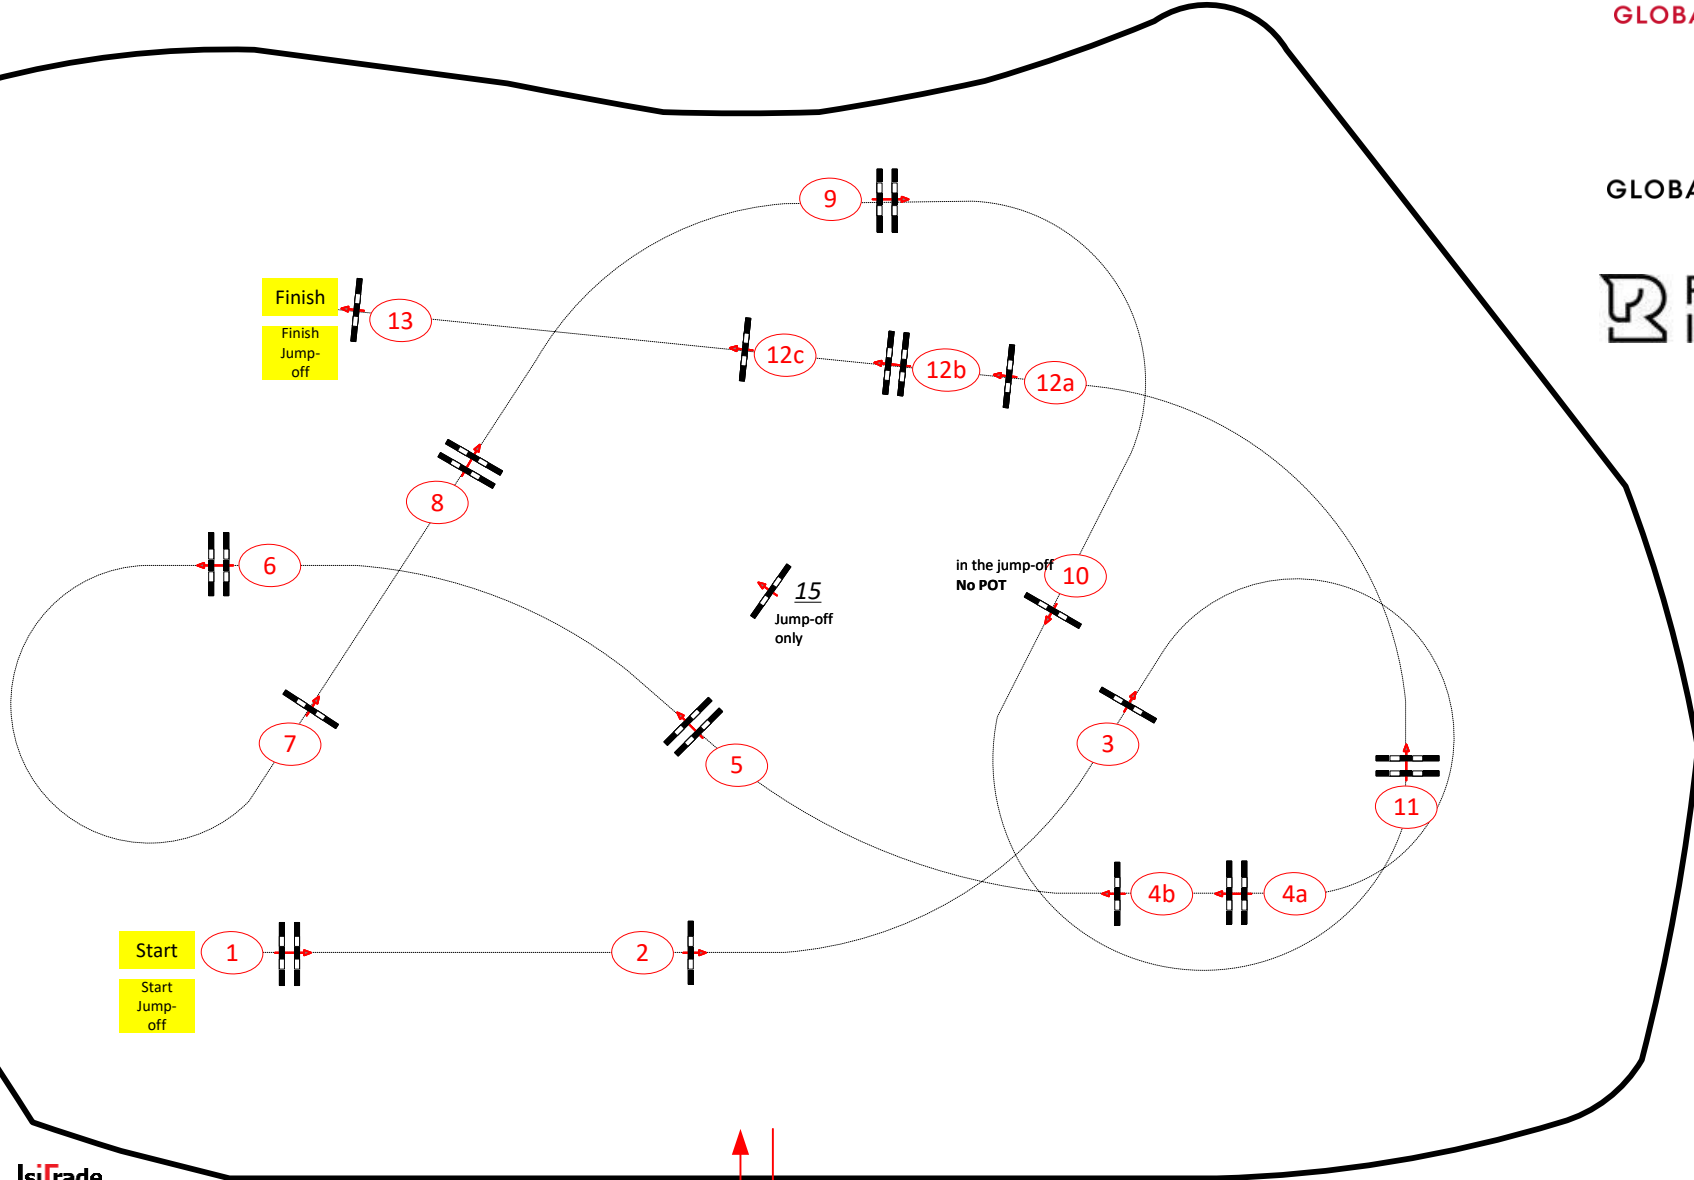 GLOBA
9
GLOBA
Finish
13
Finish
Jump-
off
12c
12b
12a
8
6
in the jump-off
No POT
10
15
Jump-off
only
7
3
5
11
4b
4a
Start
1
2
Start
Jump-
off
IsiTrade